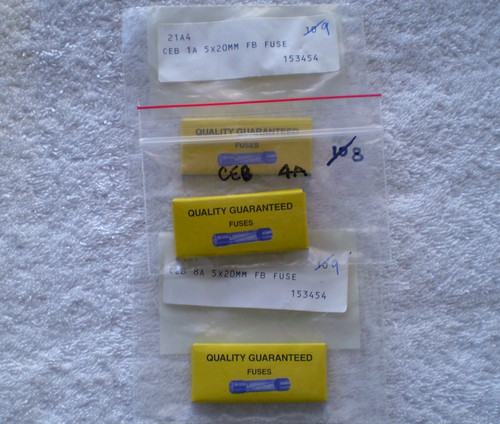 21A4
10 9
CEB 1A 5x20MM FB FUSE
153454
QUALITY GUARANTEED
FUSES
CEB 4A
10 8
QUALITY GUARANTEED
FUSES
CEB 8A 5x20MM FB FUSE
10 9
153454
QUALITY GUARANTEED
FUSES